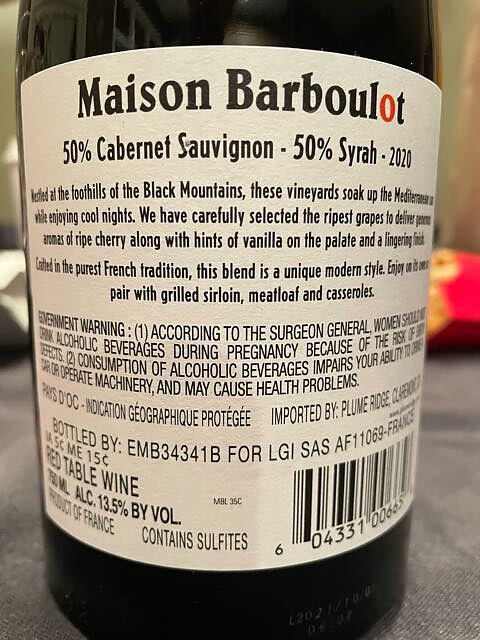 Maison Barboulot
50% Cabernet Sauvignon - 50% Syrah - 2020
Nestled at the foothills of the Black Mountains, these vineyards soak up the Mediterranean
while enjoying cool nights. We have carefully selected the ripest grapes to deliver generous
aromas of ripe cherry along with hints of vanilla on the palate and a lingering finish.
Crafted in the purest French tradition, this blend is a unique modern style. Enjoy on its own or
pair with grilled sirloin, meatloaf and casseroles.
GOVERNMENT WARNING : (1) ACCORDING TO THE SURGEON GENERAL, WOMEN SHOULD NOT
DRINK ALCOHOLIC BEVERAGES DURING PREGNANCY BECAUSE OF THE RISK OF BIRTH
DEFECTS. (2) CONSUMPTION OF ALCOHOLIC BEVERAGES IMPAIRS YOUR ABILITY TO DRIVE A
CAR OR OPERATE MACHINERY, AND MAY CAUSE HEALTH PROBLEMS.
PAYS D'OC - INDICATION GÉOGRAPHIQUE PROTÉGÉE IMPORTED BY: PLUME RIDGE, CLAREMONT,
BOTTLED BY: EMB34341B FOR LGI SAS AF11069-FRANCE
IA 5¢ ME 15¢
RED TABLE WINE
750 ML ALC. 13.5% BY VOL.
PRODUCT OF FRANCE CONTAINS SULFITES
MBL 35C
6 04331 00665